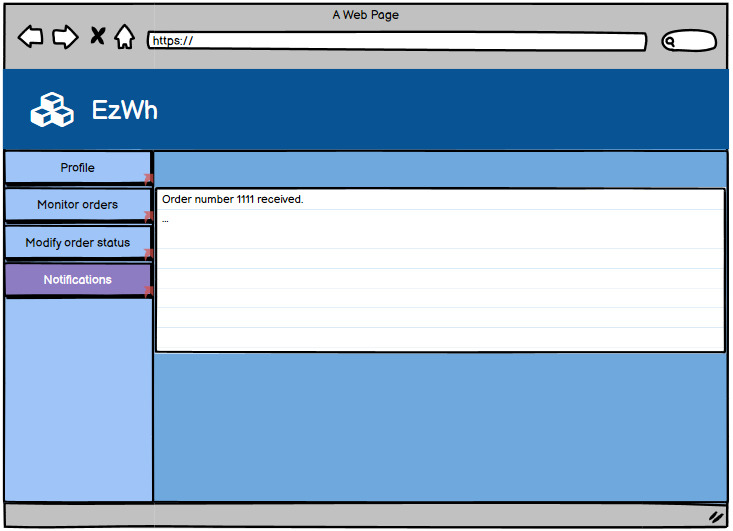 A Web Page
https://
EzWh
Profile
Monitor orders
Modify order status
Notifications
Order number 1111 received.
...